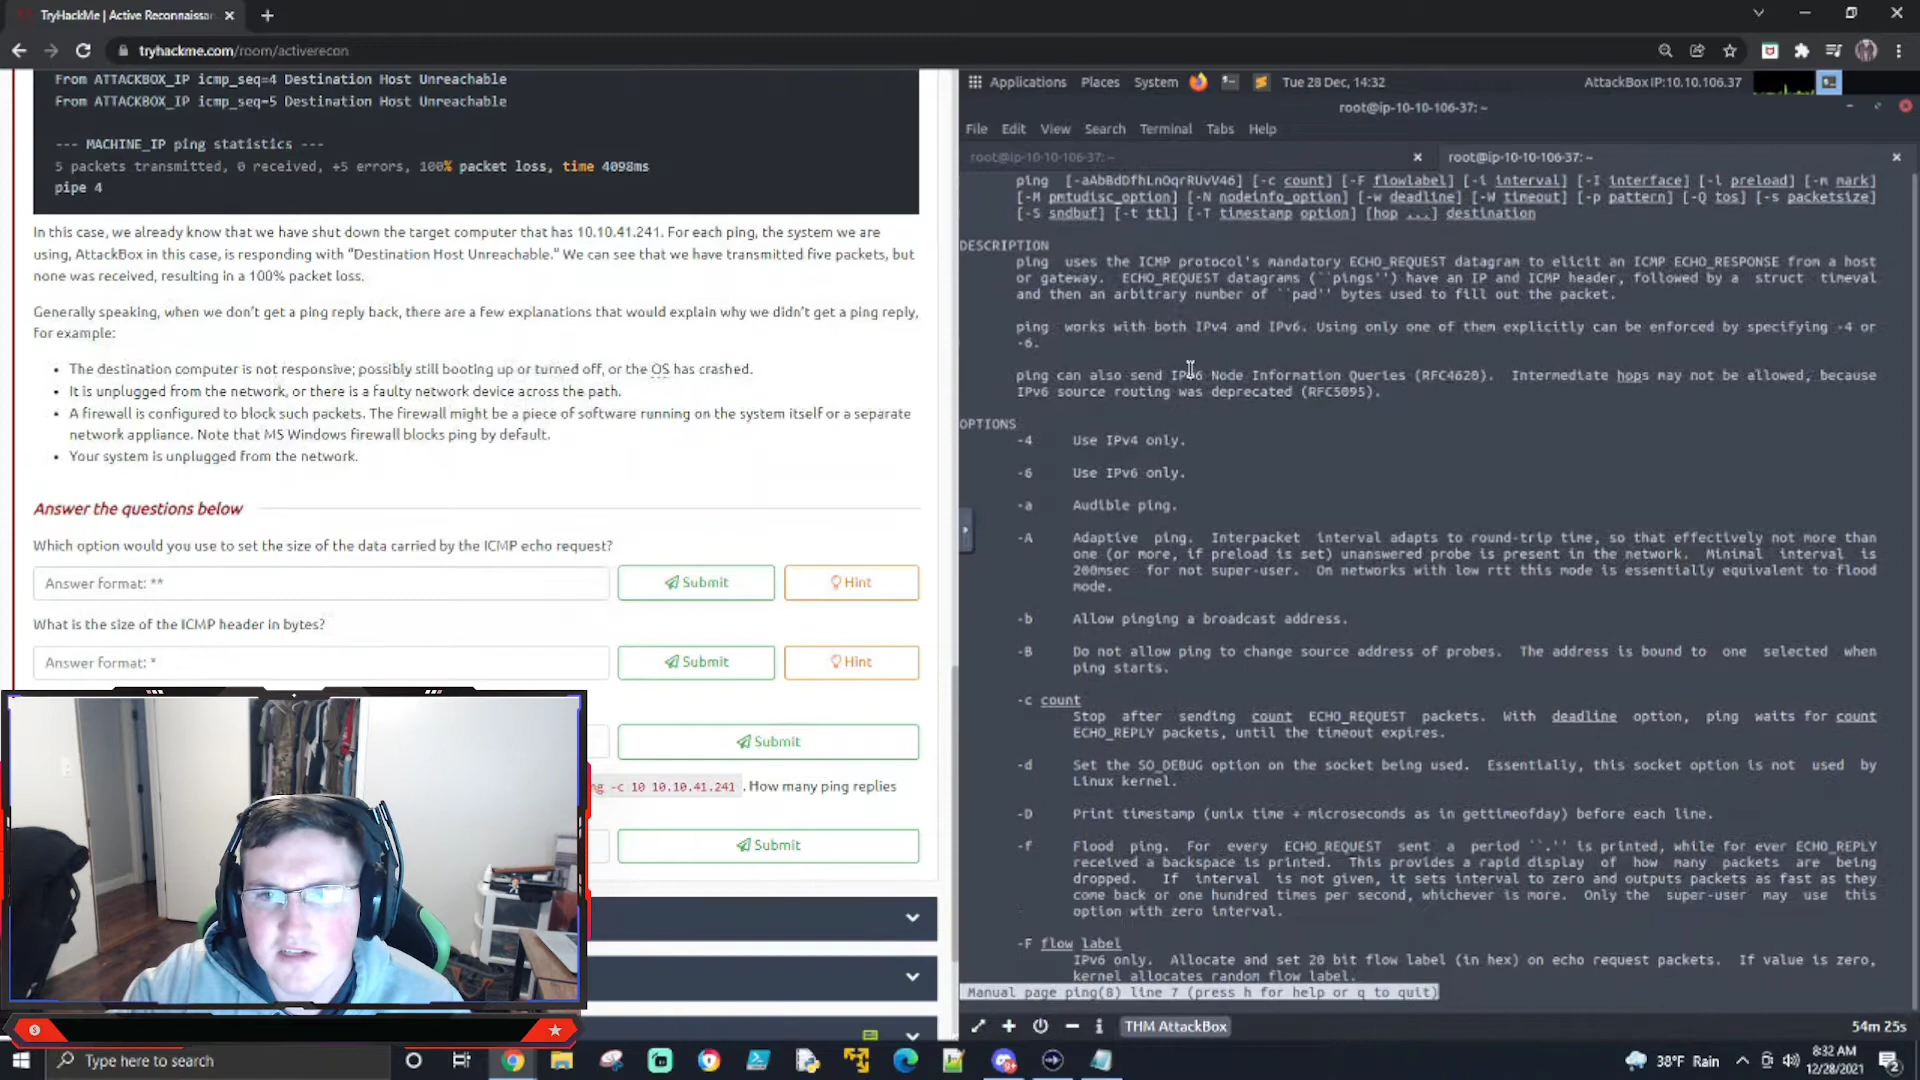 TryHackMe | Active Reconnaissan
tryhackme.com/room/activerecon
From ATTACKBOX_IP icmp_seq=4 Destination Host Unreachable
From ATTACKBOX_IP icmp_seq=5 Destination Host Unreachable
--- MACHINE_IP ping statistics ---
5 packets transmitted, 0 received, +5 errors, 100% packet loss, time 4098ms
pipe 4
In this case, we already know that we have shut down the target computer that has 10.10.41.241. For each ping, the system we are
using, AttackBox in this case, is responding with “Destination Host Unreachable.” We can see that we have transmitted five packets, but
none was received, resulting in a 100% packet loss.
Generally speaking, when we don’t get a ping reply back, there are a few explanations that would explain why we didn’t get a ping reply,
for example:
• The destination computer is not responsive; possibly still booting up or turned off, or the OS has crashed.
• It is unplugged from the network, or there is a faulty network device across the path.
• A firewall is configured to block such packets. The firewall might be a piece of software running on the system itself or a separate
network appliance. Note that MS Windows firewall blocks ping by default.
• Your system is unplugged from the network.
Answer the questions below
Which option would you use to set the size of the data carried by the ICMP echo request?
Answer format: ** Submit Hint
What is the size of the ICMP header in bytes?
Answer format: * Submit Hint
Submit
ng -c 10 10.10.41.241 . How many ping replies
Submit
Applications Places System Tue 28 Dec, 14:32 AttackBox IP:10.10.106.37
root@ip-10-10-106-37: ~
File Edit View Search Terminal Tabs Help
root@ip-10-10-106-37: ~ root@ip-10-10-106-37: ~
ping [-aAbBdDfhLnOqrRUvV46] [-c count] [-F flowlabel] [-i interval] [-I interface] [-l preload] [-m mark]
[-M pmtudisc_option] [-N nodeinfo_option] [-w deadline] [-W timeout] [-p pattern] [-Q tos] [-s packetsize]
[-S sndbuf] [-t ttl] [-T timestamp option] [hop ...] destination
DESCRIPTION
ping uses the ICMP protocol's mandatory ECHO_REQUEST datagram to elicit an ICMP ECHO_RESPONSE from a host
or gateway. ECHO_REQUEST datagrams (``pings'') have an IP and ICMP header, followed by a struct timeval
and then an arbitrary number of ``pad'' bytes used to fill out the packet.
ping works with both IPv4 and IPv6. Using only one of them explicitly can be enforced by specifying -4 or
-6.
ping can also send IPv6 Node Information Queries (RFC4620). Intermediate hops may not be allowed, because
IPv6 source routing was deprecated (RFC5095).
OPTIONS
-4 Use IPv4 only.
-6 Use IPv6 only.
-a Audible ping.
-A Adaptive ping. Interpacket interval adapts to round-trip time, so that effectively not more than
one (or more, if preload is set) unanswered probe is present in the network. Minimal interval is
200msec for not super-user. On networks with low rtt this mode is essentially equivalent to flood
mode.
-b Allow pinging a broadcast address.
-B Do not allow ping to change source address of probes. The address is bound to one selected when
ping starts.
-c count
Stop after sending count ECHO_REQUEST packets. With deadline option, ping waits for count
ECHO_REPLY packets, until the timeout expires.
-d Set the SO_DEBUG option on the socket being used. Essentially, this socket option is not used by
Linux kernel.
-D Print timestamp (unix time + microseconds as in gettimeofday) before each line.
-f Flood ping. For every ECHO_REQUEST sent a period ``.'' is printed, while for ever ECHO_REPLY
received a backspace is printed. This provides a rapid display of how many packets are being
dropped. If interval is not given, it sets interval to zero and outputs packets as fast as they
come back or one hundred times per second, whichever is more. Only the super-user may use this
option with zero interval.
-F flow label
IPv6 only. Allocate and set 20 bit flow label (in hex) on echo request packets. If value is zero,
kernel allocates random flow label.
Manual page ping(8) line 7 (press h for help or q to quit)
THM AttackBox 54m 25s
Type here to search
38°F Rain
8:32 AM
12/28/2021
2